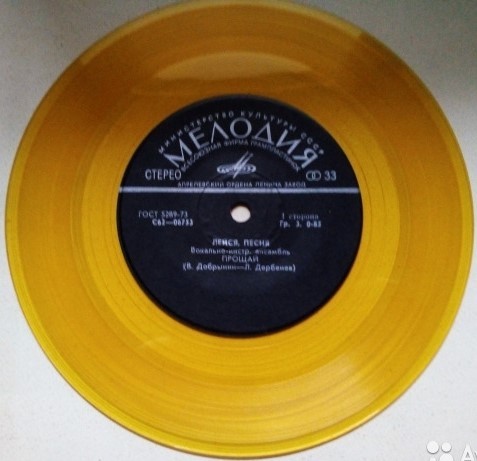 МИНИСТЕРСТВО КУЛЬТУРЫ СССР
МЕЛОДИЯ
ВСЕСОЮЗНАЯ ФИРМА ГРАМПЛАСТИНОК
СТЕРЕО 33
АПРЕЛЕВСКИЙ ОРДЕНА ЛЕНИНА ЗАВОД
ГОСТ 5289-73 1 сторона
С62—06733 Гр. 3. 0-85
ЛЕЙСЯ, ПЕСНЯ
Вокально-инстр. ансамбль
ПРОЩАЙ
(В. Добрынин—Л. Дербенев)